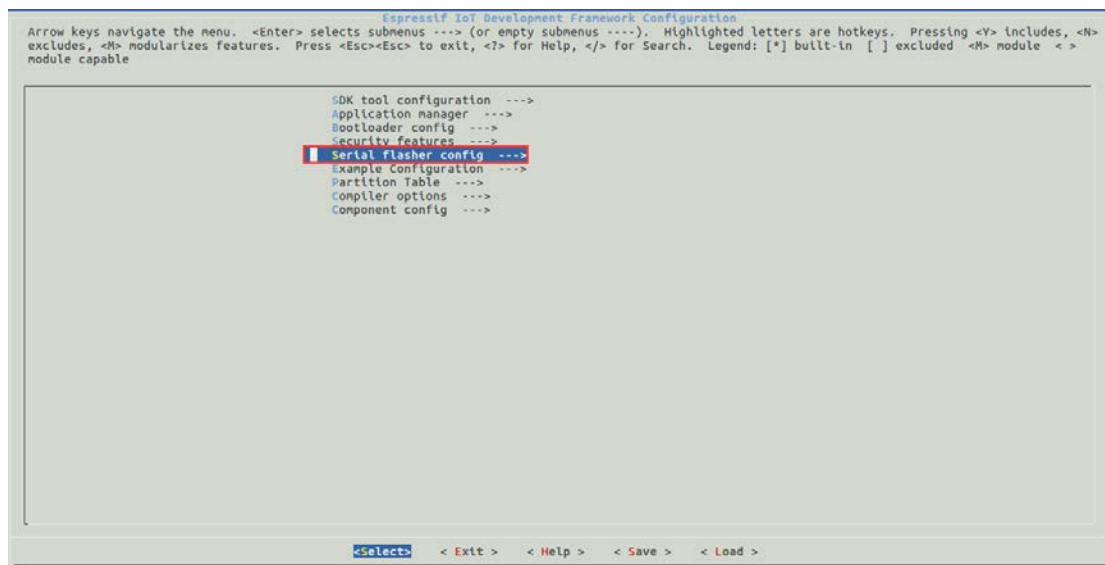 Espressif IoT Development Framework Configuration
Arrow keys navigate the menu. <Enter> selects submenus ---> (or empty submenus ----). Highlighted letters are hotkeys. Pressing <Y> includes, <N>
excludes, <M> modularizes features. Press <Esc><Esc> to exit, <?> for Help, </> for Search. Legend: [*] built-in [ ] excluded <M> module < >
module capable
SDK tool configuration --->
Application manager --->
Bootloader config --->
Security features --->
Serial flasher config --->
Example Configuration --->
Partition Table --->
Compiler options --->
Component config --->
<Select> < Exit > < Help > < Save > < Load >